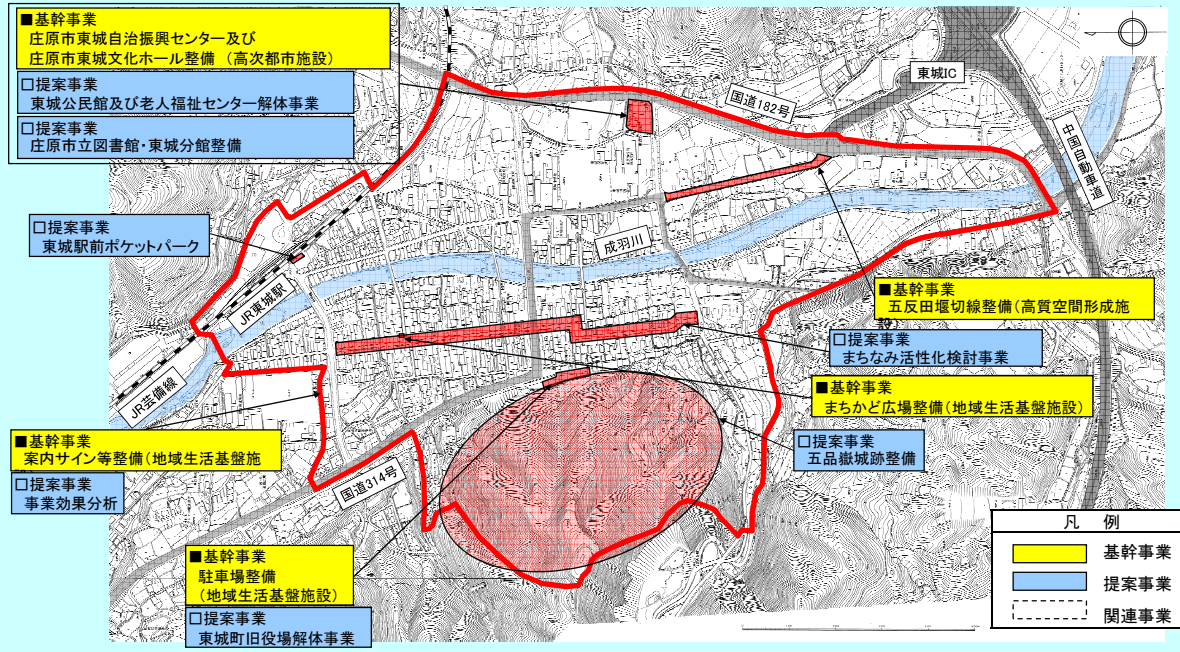 ■基幹事業
庄原市東城自治振興センター及び
庄原市東城文化ホール整備 (高次都市施設)
□提案事業
東城公民館及び老人福祉センター解体事業
□提案事業
庄原市立図書館・東城分館整備
東城IC
国道182号
中国自動車道
□提案事業
東城駅前ポケットパーク
成羽川
JR東城駅
■基幹事業
五反田堰切線整備(高質空間形成施
□提案事業
まちなみ活性化検討事業
JR芸備線
■基幹事業
まちかど広場整備(地域生活基盤施設)
■基幹事業
案内サイン等整備(地域生活基盤施
□提案事業
五品嶽城跡整備
□提案事業
事業効果分析
国道314号
■基幹事業
駐車場整備
(地域生活基盤施設)
□提案事業
東城町旧役場解体事業
凡 例
基幹事業
提案事業
関連事業